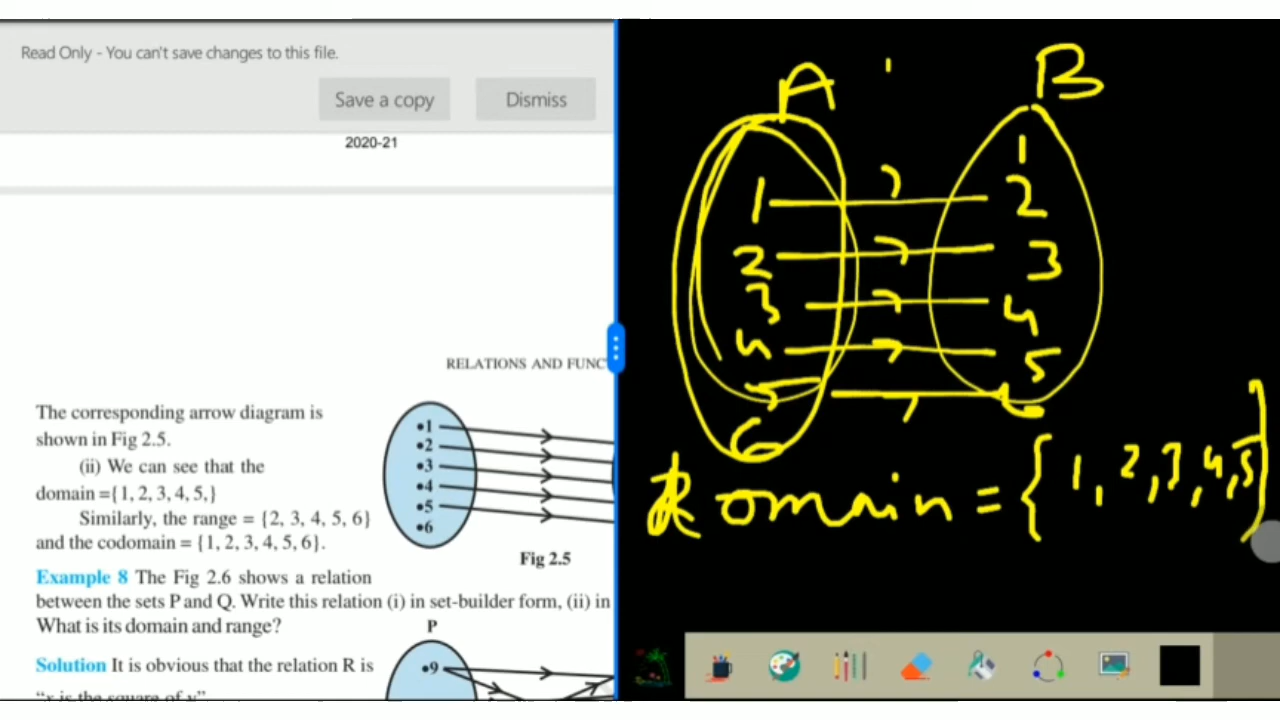 Read Only - You can't save changes to this file.
Save a copy
Dismiss
2020-21
RELATIONS AND FUNC
The corresponding arrow diagram is
shown in Fig 2.5.
(ii) We can see that the
domain ={1, 2, 3, 4, 5,}
Similarly, the range = {2, 3, 4, 5, 6}
and the codomain = {1, 2, 3, 4, 5, 6}.
•1
•2
•3
•4
•5
•6
Fig 2.5
Example 8 The Fig 2.6 shows a relation
between the sets P and Q. Write this relation (i) in set-builder form, (ii) in
What is its domain and range?
P
Solution It is obvious that the relation R is
•9
“x is the square of y”
A
B
1
2
3
4
5
6
1
2
3
4
5
6
omain = { 1, 2, 3, 4, 5 }